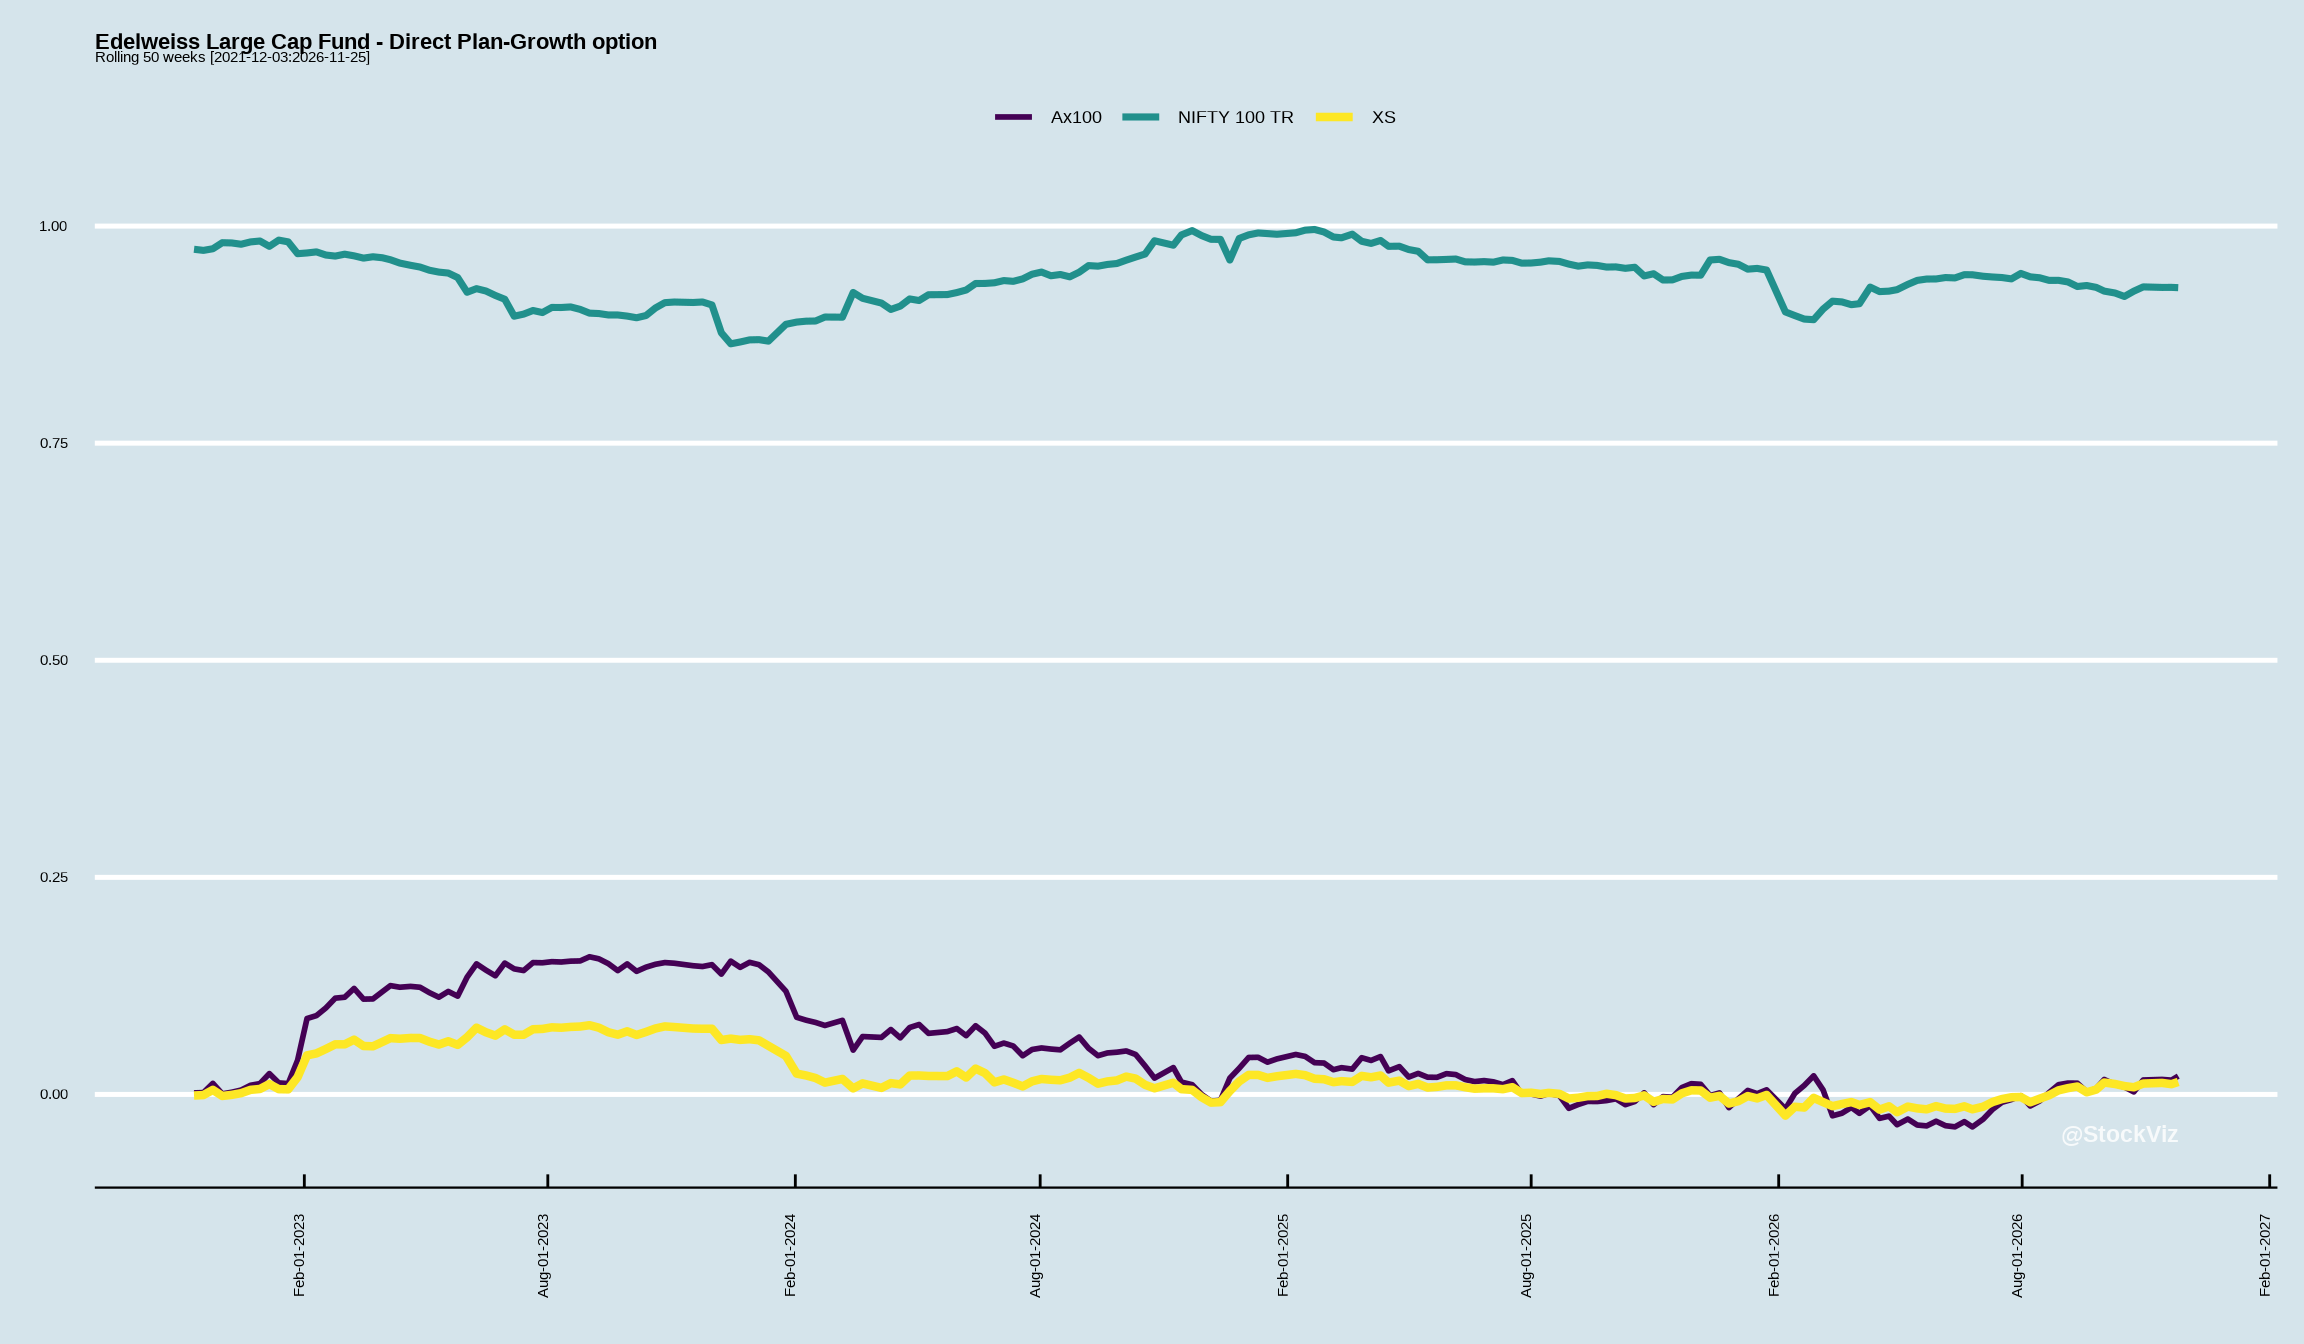 Edelweiss Large Cap Fund - Direct Plan-Growth option
Rolling 50 weeks [2021-12-03:2026-11-25]
Ax100 NIFTY 100 TR XS
1.00
0.75
0.50
0.25
0.00
@StockViz
Feb-01-2023 Aug-01-2023 Feb-01-2024 Aug-01-2024 Feb-01-2025 Aug-01-2025 Feb-01-2026 Aug-01-2026 Feb-01-2027